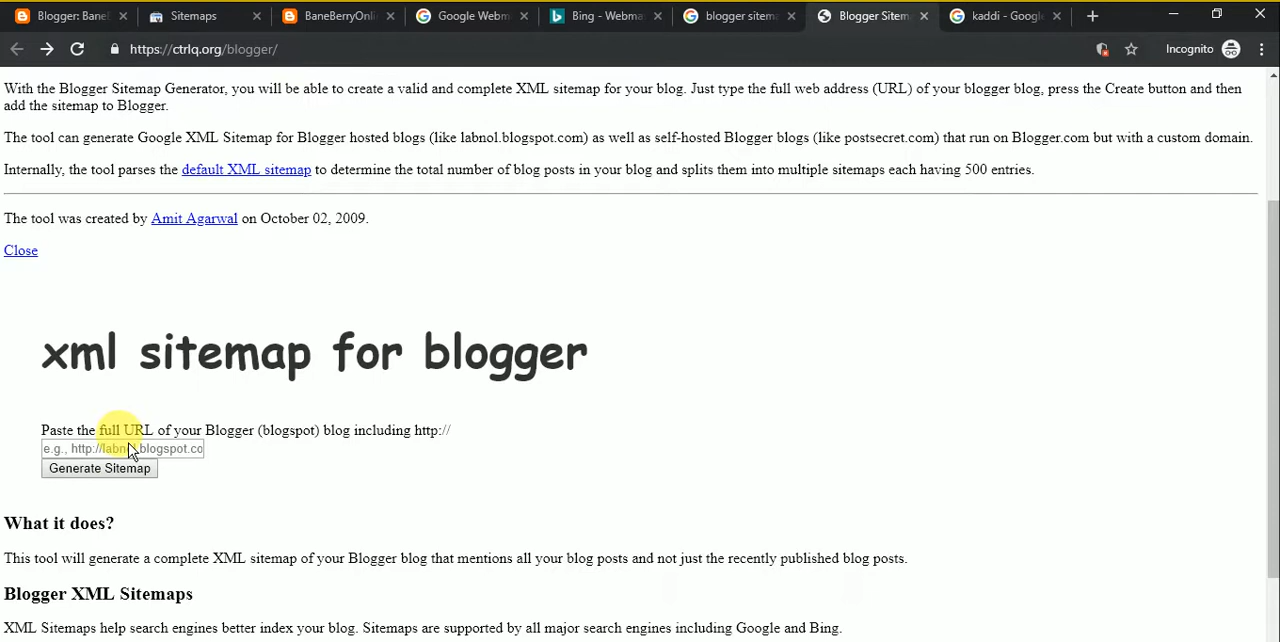 Blogger: BaneB
Sitemaps
BaneBerryOnli
Google Webm
Bing - Webma
blogger sitem
Blogger Sitem
kaddi - Google
https://ctrlq.org/blogger/
Incognito
With the Blogger Sitemap Generator, you will be able to create a valid and complete XML sitemap for your blog. Just type the full web address (URL) of your blogger blog, press the Create button and then
add the sitemap to Blogger.
The tool can generate Google XML Sitemap for Blogger hosted blogs (like labnol.blogspot.com) as well as self-hosted Blogger blogs (like postsecret.com) that run on Blogger.com but with a custom domain.
Internally, the tool parses the default XML sitemap to determine the total number of blog posts in your blog and splits them into multiple sitemaps each having 500 entries.
The tool was created by Amit Agarwal on October 02, 2009.
Close
xml sitemap for blogger
Paste the full URL of your Blogger (blogspot) blog including http://
e.g., http://labnol.blogspot.co
Generate Sitemap
What it does?
This tool will generate a complete XML sitemap of your Blogger blog that mentions all your blog posts and not just the recently published blog posts.
Blogger XML Sitemaps
XML Sitemaps help search engines better index your blog. Sitemaps are supported by all major search engines including Google and Bing.